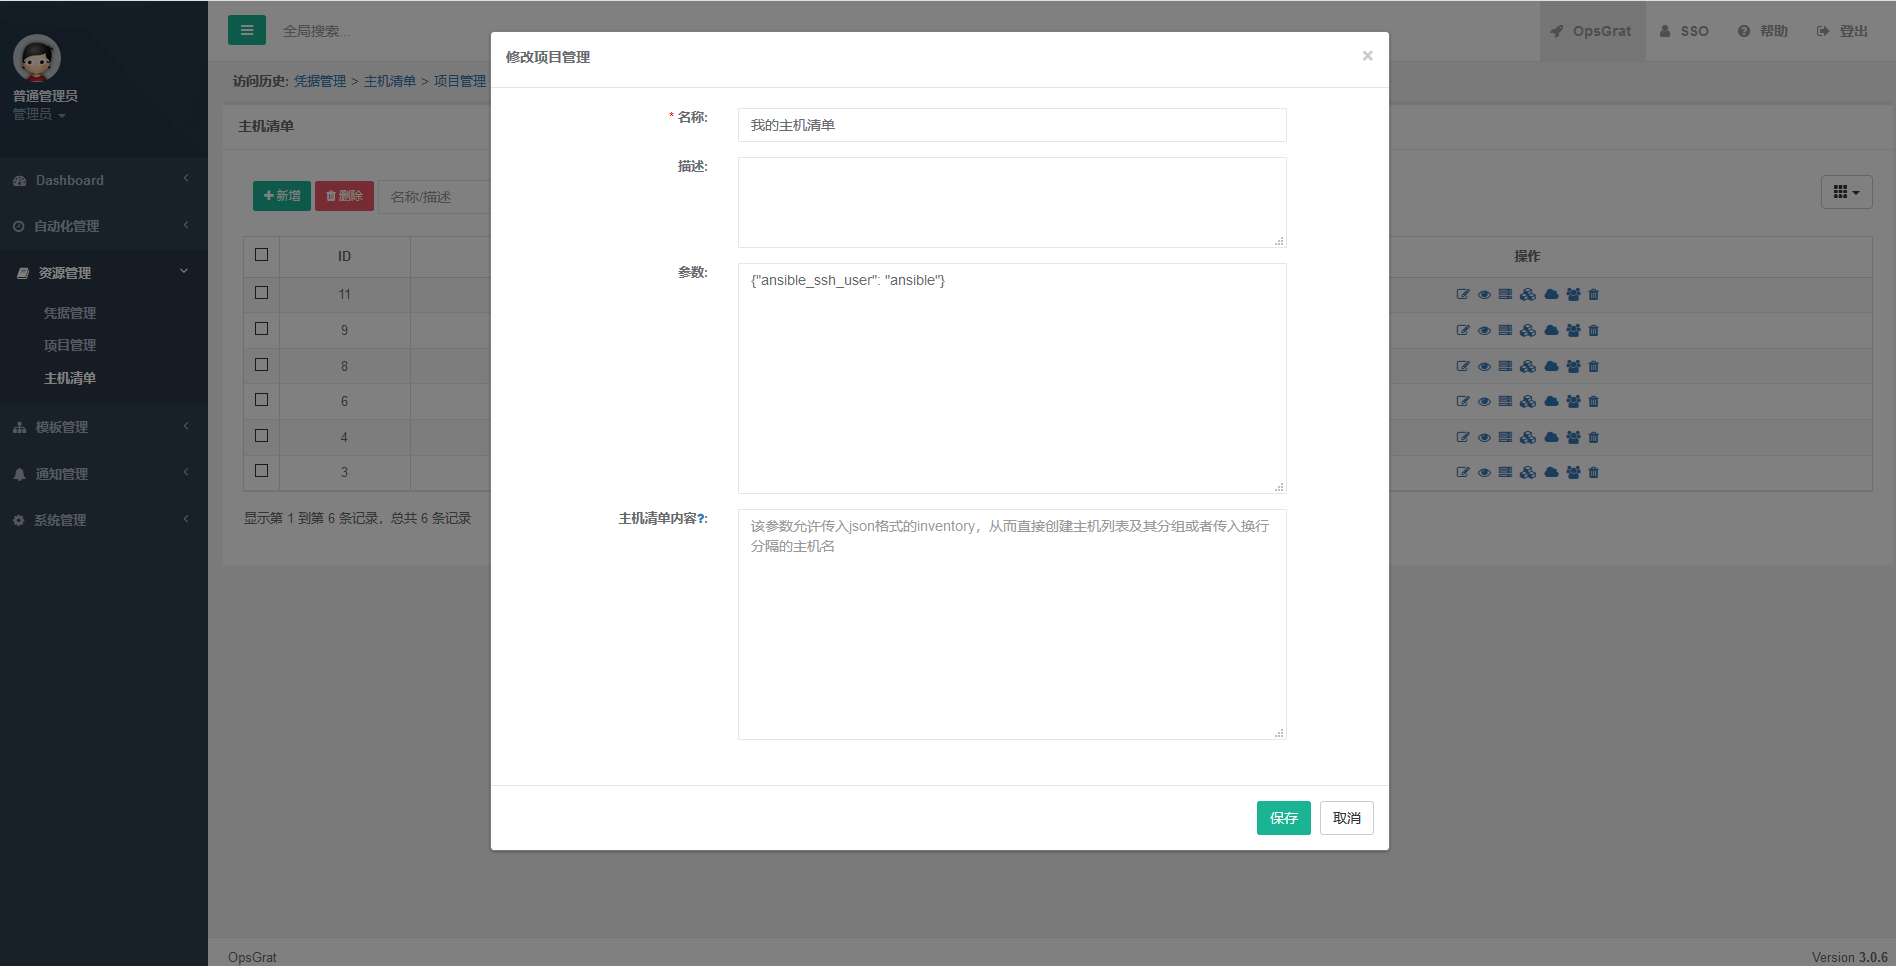 全局搜索...
OpsGrat
SSO
帮助
登出
普通管理员
管理员
访问历史: 凭据管理 > 主机清单 > 项目管理
主机清单
Dashboard
自动化管理
资源管理
凭据管理
项目管理
主机清单
模板管理
通知管理
系统管理
新增
删除
名称/描述
ID
操作
11
9
8
6
4
3
显示第 1 到第 6 条记录，总共 6 条记录
修改项目管理
×
* 名称:
我的主机清单
描述:
参数:
{"ansible_ssh_user": "ansible"}
主机清单内容?:
该参数允许传入json格式的inventory，从而直接创建主机列表及其分组或者传入换行
分隔的主机名
保存
取消
OpsGrat
Version 3.0.6